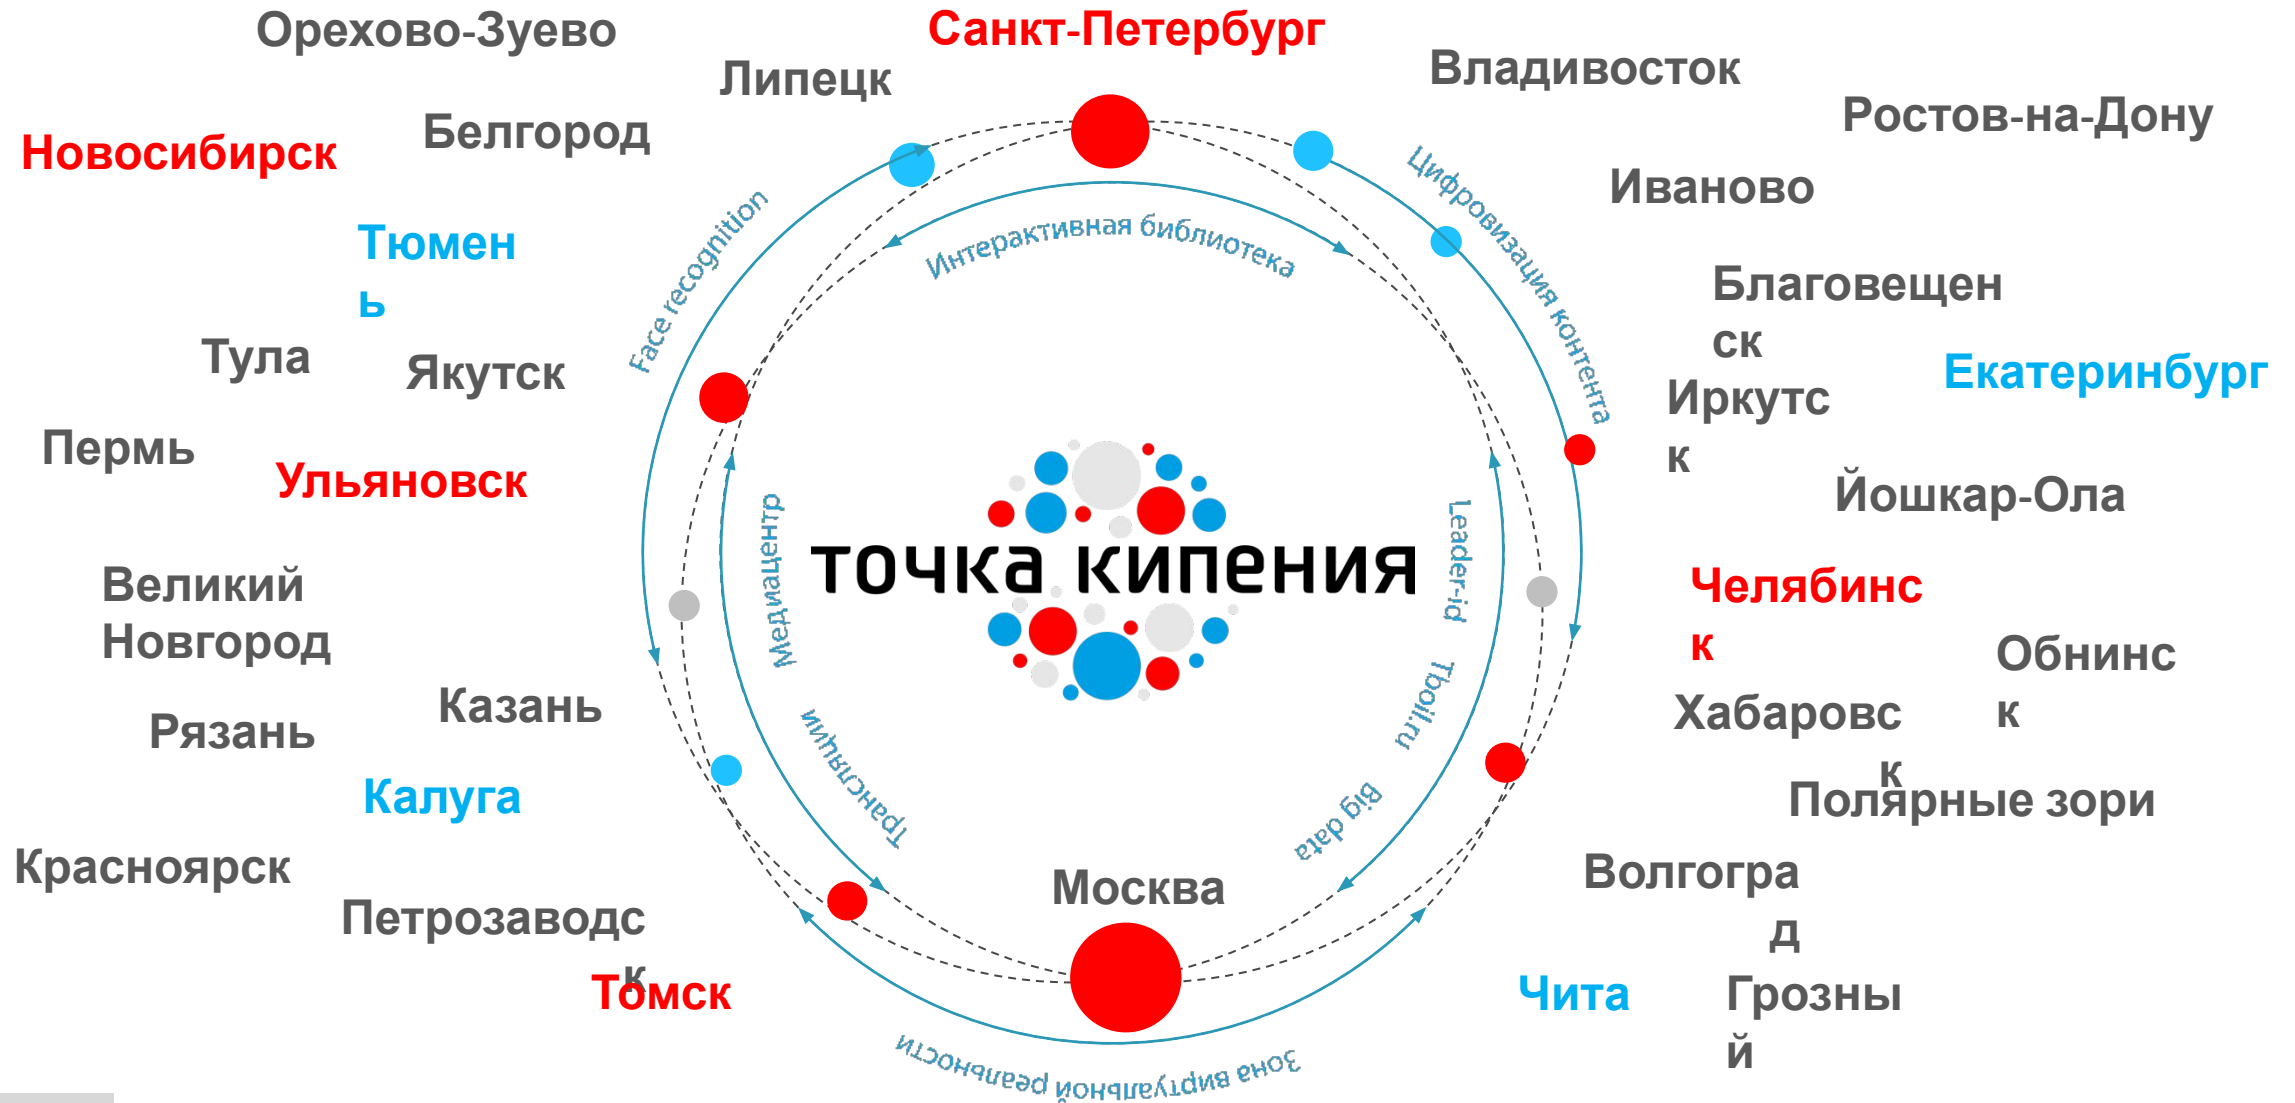 Орехово-Зуево
Санкт-Петербург
Липецк
Владивосток
Ростов-на-Дону
Новосибирск
Белгород
Иваново
Тюмен
ь
Face recognition
Интерактивная библиотека
Цифровизация контента
Благовещен
ск
Тула
Якутск
Иркутс
к
Екатеринбург
Пермь
Ульяновск
Йошкар-Ола
Медиацентр
точка кипения
Leader-id
Великий
Новгород
Челябинс
к
Обнинс
к
Рязань
Казань
Трансляции
Tboil.ru
Хабаровс
к
Калуга
Big data
Полярные зори
Красноярск
Москва
Волгогра
д
Петрозаводс
к
Томск
Чита
Грозны
й
Зона виртуальной реальности